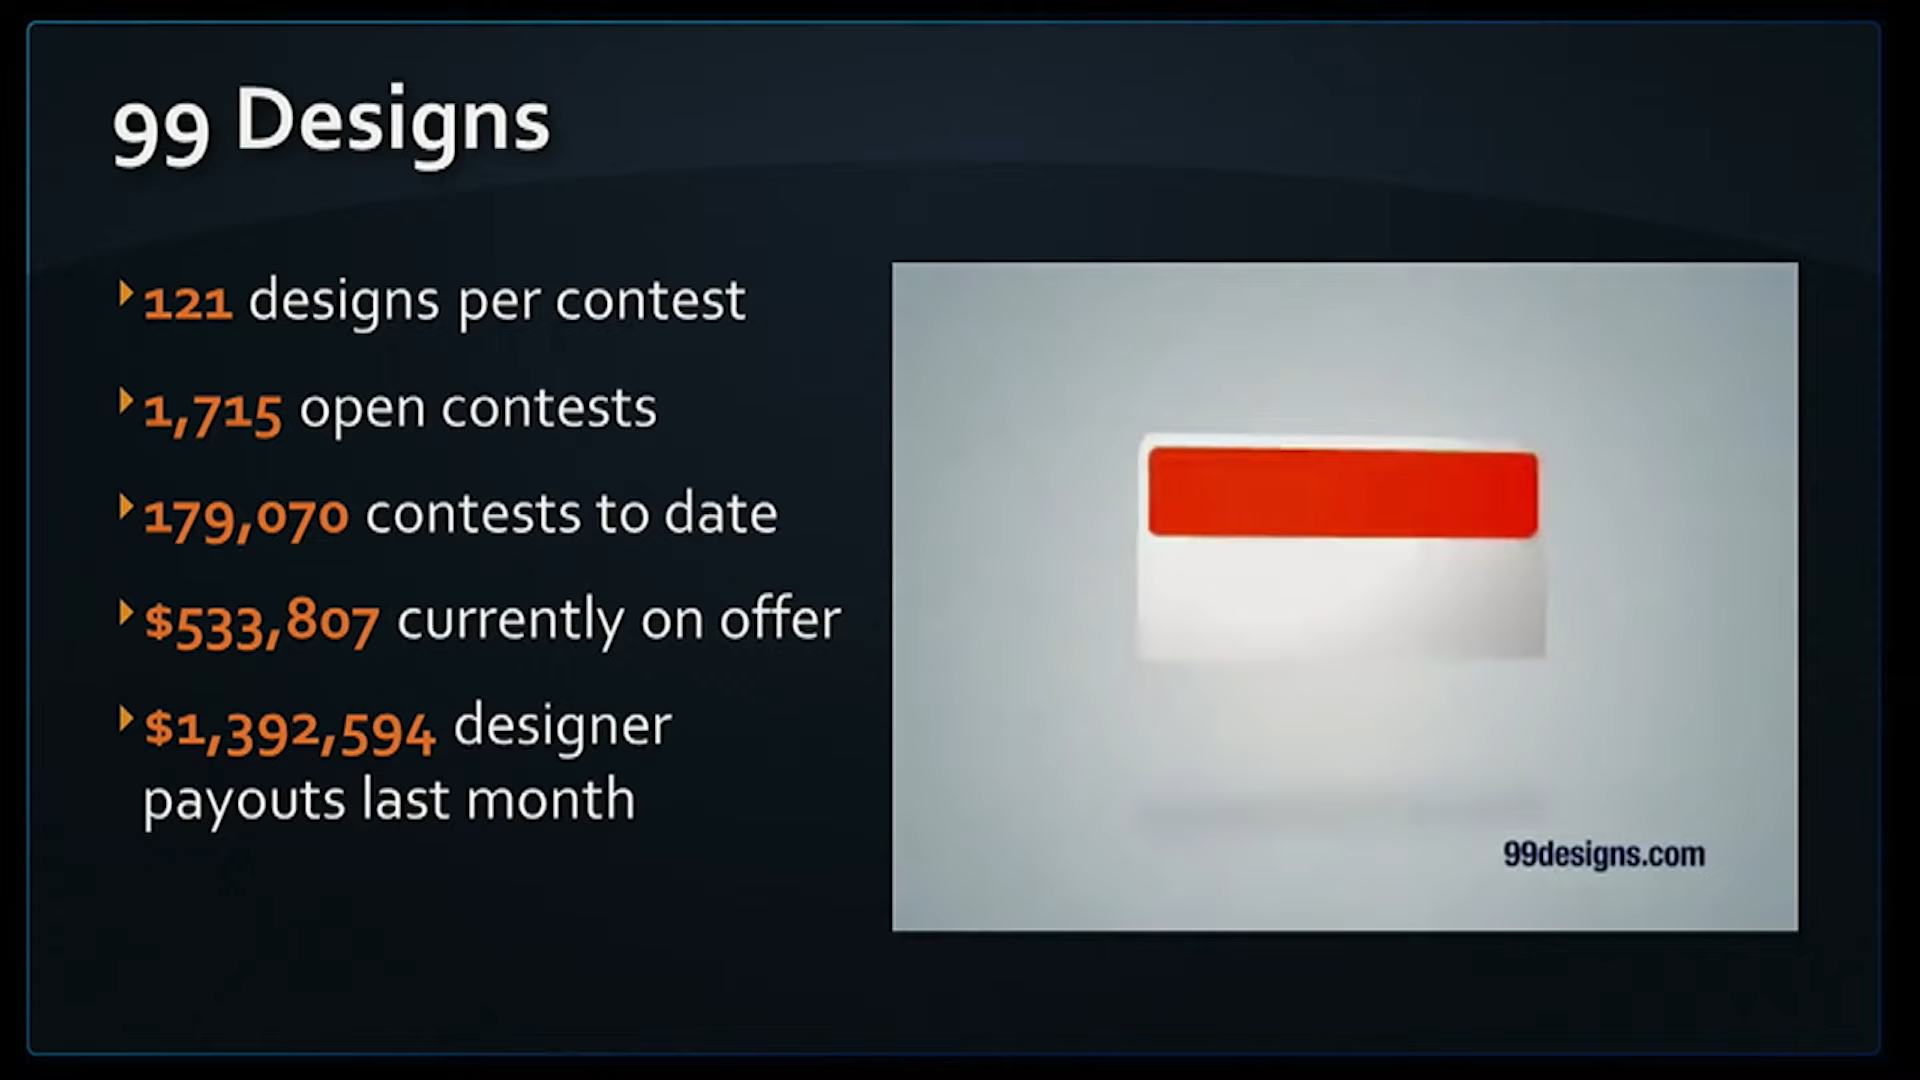 99 Designs
121 designs per contest
1,715 open contests
179,070 contests to date
$533,807 currently on offer
$1,392,594 designer
payouts last month
99designs.com